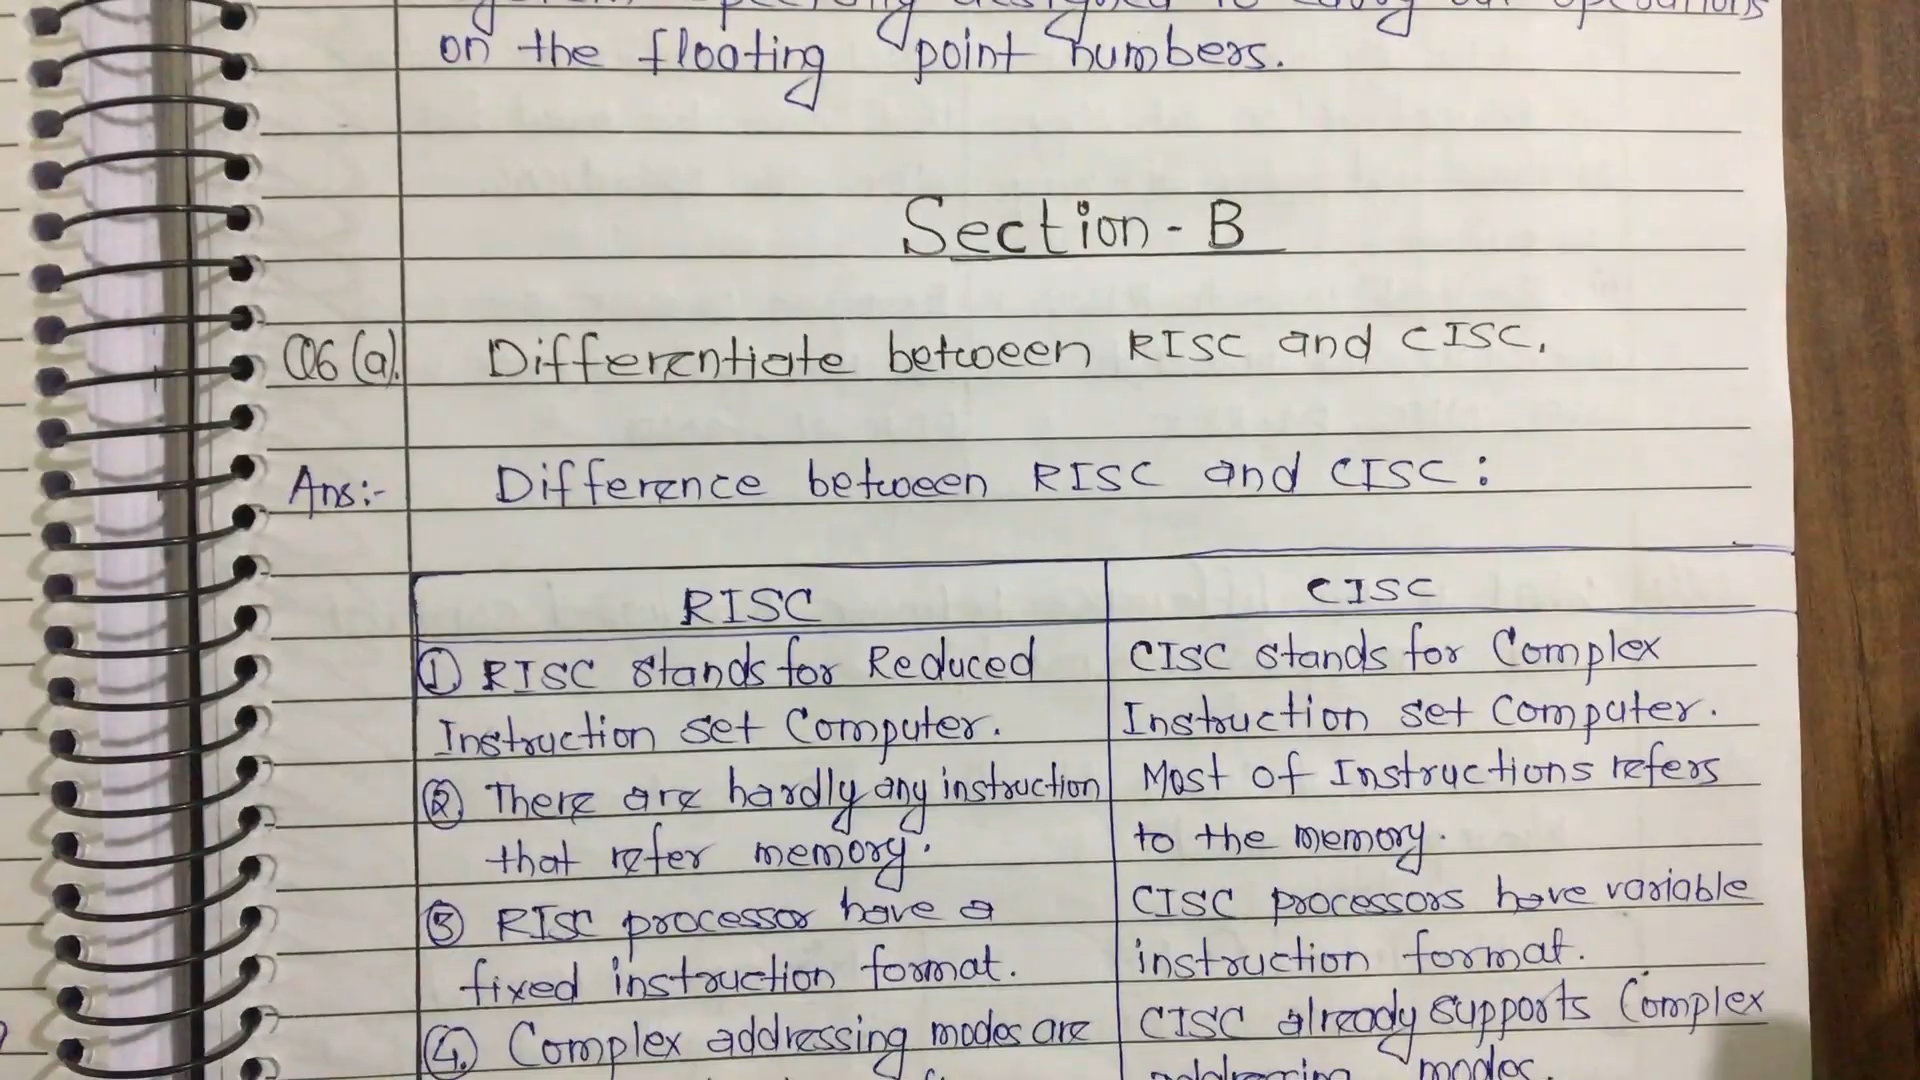 on the floating point numbers.
Section - B
Q6 (a). Differentiate between RISC and CISC.
Ans:- Difference between RISC and CISC :
RISC
① RISC stands for Reduced
Instruction set Computer.
② There are hardly any instruction
that refer memory.
③ RISC processor have a
fixed instruction format.
④ Complex addressing modes are
CISC
CISC stands for Complex
Instruction set Computer.
Most of Instructions refers
to the memory.
CISC processors have variable
instruction format.
CISC already supports Complex
addressing modes.